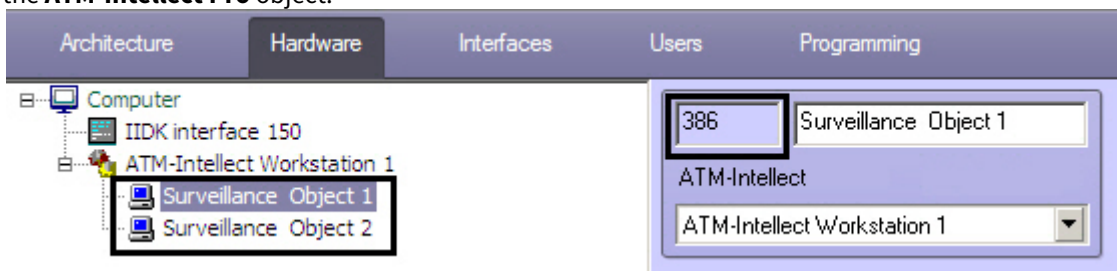 the ATM-Intellect Pro object.
Architecture Hardware Interfaces Users Programming
Computer
IIDK interface 150
ATM-Intellect Workstation 1
Surveillance Object 1
Surveillance Object 2
386 Surveillance Object 1
ATM-Intellect
ATM-Intellect Workstation 1